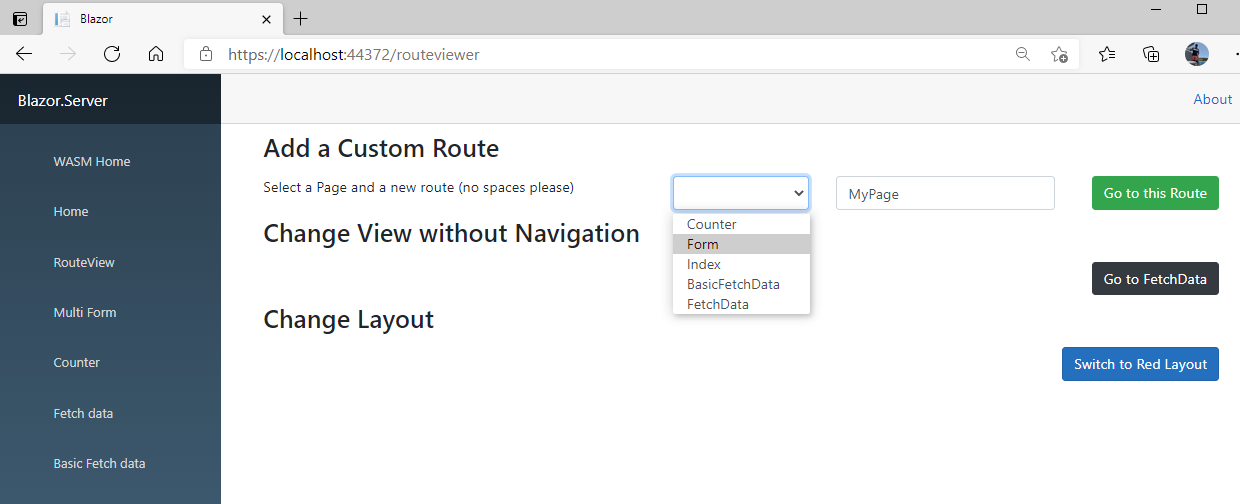 Blazor
https://localhost:44372/routeviewer
Blazor.Server
About
WASM Home
Home
RouteView
Multi Form
Counter
Fetch data
Basic Fetch data
Add a Custom Route
Select a Page and a new route (no spaces please)
MyPage
Go to this Route
Counter
Form
Index
BasicFetchData
FetchData
Change View without Navigation
Go to FetchData
Change Layout
Switch to Red Layout